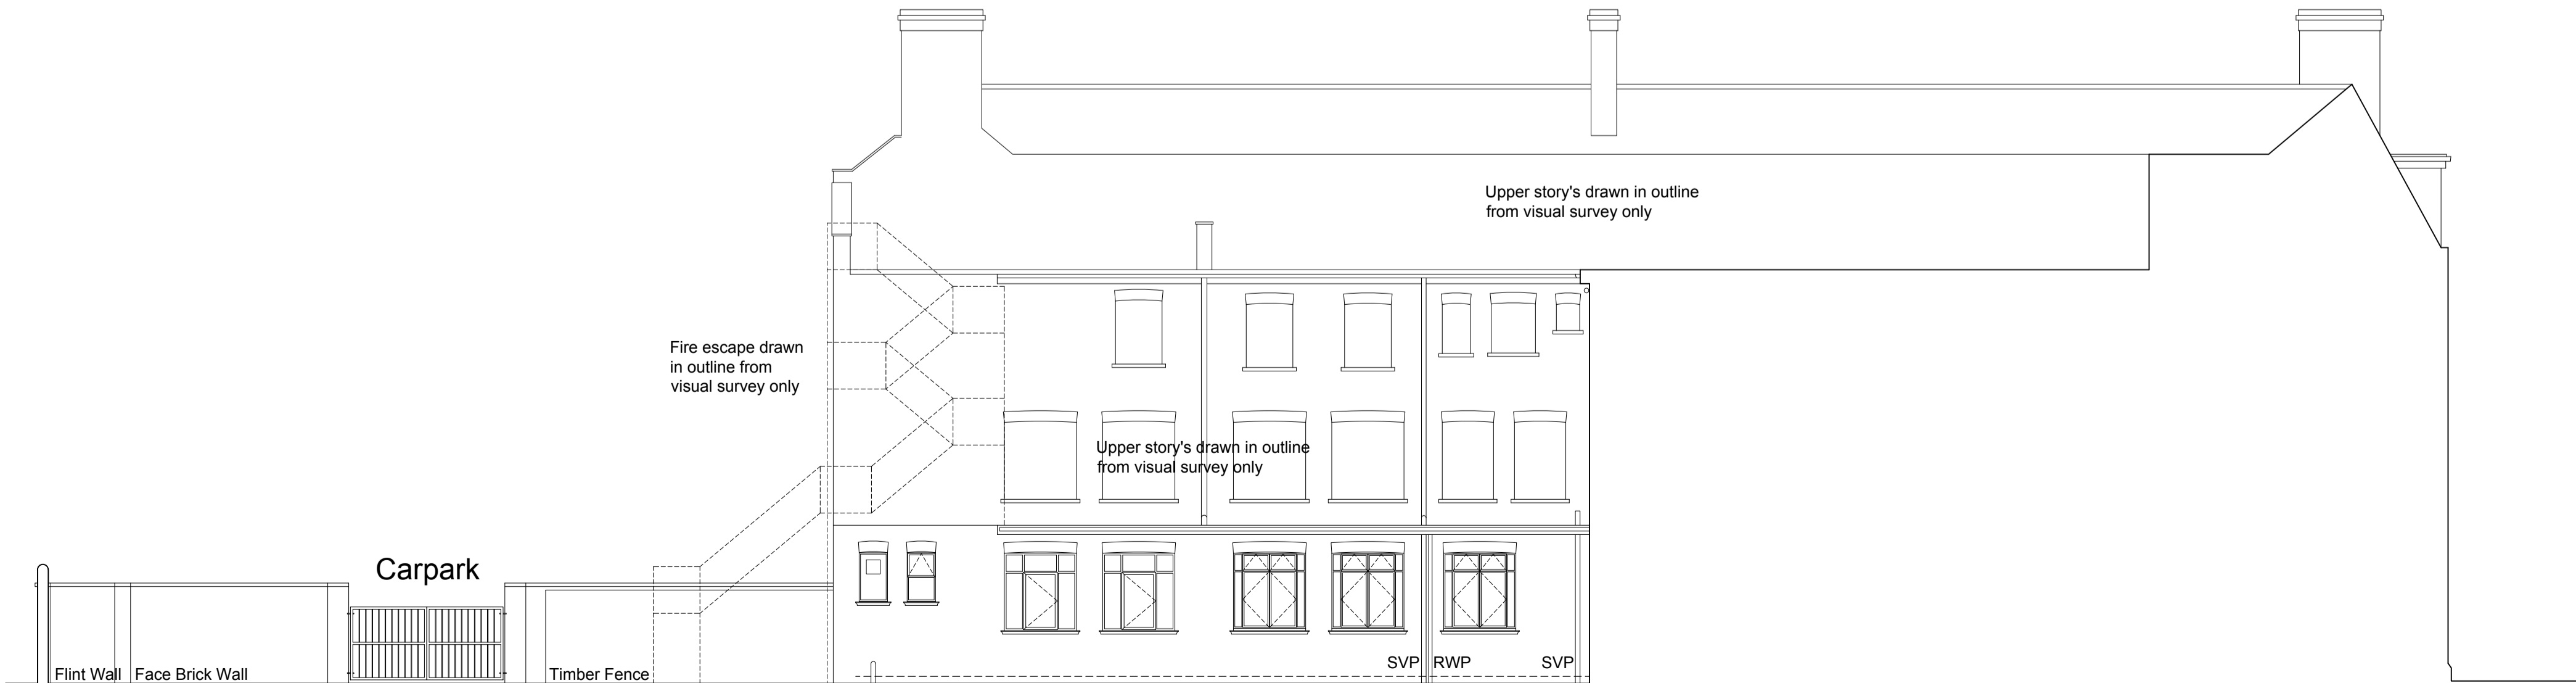 Upper story's drawn in outline
from visual survey only
Fire escape drawn
in outline from
visual survey only
Upper story's drawn in outline
from visual survey only
Carpark
Flint Wall
Face Brick Wall
Timber Fence
SVP
RWP
SVP